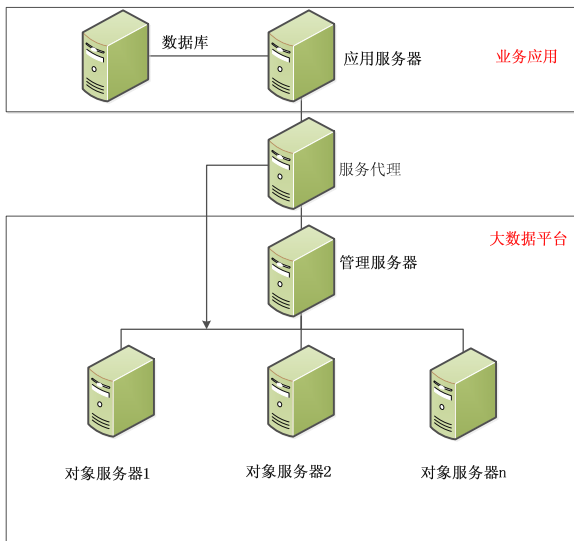 数据库
应用服务器
业务应用
服务代理
大数据平台
管理服务器
对象服务器1
对象服务器2
对象服务器n